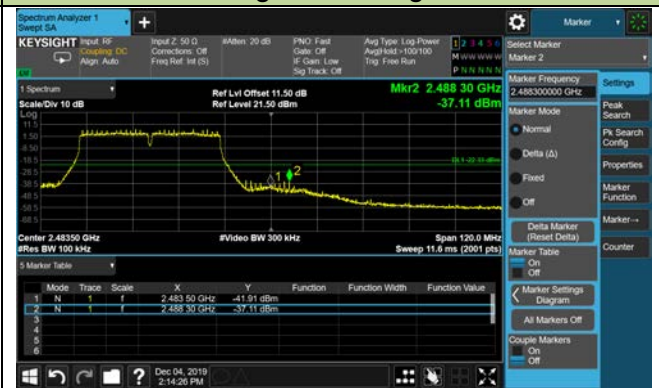 Spectrum Analyzer 1
Swept SA
Marker
KEYSIGHT
Input: RF
Coupling: DC
Align: Auto
Input Z: 50 Ω
Corrections: Off
Freq Ref: Int (S)
#Atten: 20 dB
PNO: Fast
Gate: Off
IF Gain: Low
Sig Track: Off
Avg Type: Log-Power
Avg|Hold:>100/100
Trig: Free Run
1 2 3 4 5 6
M W W W W W
P N N N N N
Select Marker
Marker 2
1 Spectrum
Scale/Div 10 dB
Log
Ref Lvl Offset 11.50 dB
Ref Level 21.50 dBm
Mkr2 2.488 30 GHz
-37.11 dBm
11.5
1.50
-8.50
-18.5
-28.5
-38.5
-48.5
-58.5
-68.5
1
2
Center 2.48350 GHz
#Res BW 100 kHz
#Video BW 300 kHz
Span 120.0 MHz
Sweep 11.6 ms (2001 pts)
5 Marker Table
Mode Trace Scale X Y Function Function Width Function Value
1 N 1 f 2.483 50 GHz -41.91 dBm
2 N 1 f 2.488 30 GHz -37.11 dBm
3
4
5
6
Dec 04, 2019
2:14:26 PM
Marker Frequency
2.488300000 GHz
Marker Mode
Normal
Delta (Δ)
Fixed
Off
Delta Marker
(Reset Delta)
Marker Table
On
Off
Marker Settings
Diagram
All Markers Off
Couple Markers
On
Off
Settings
Peak
Search
Pk Search
Config
Properties
Marker
Function
Marker→
Counter